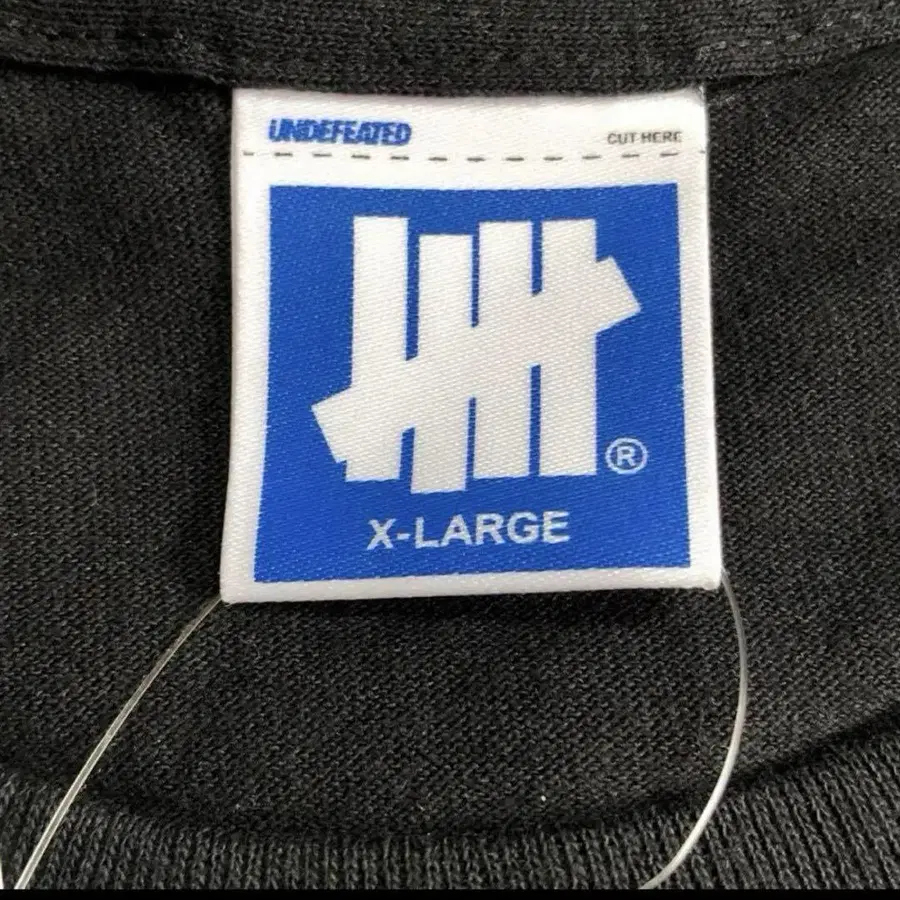 UNDEFEATED CUT HERE
®
X-LARGE